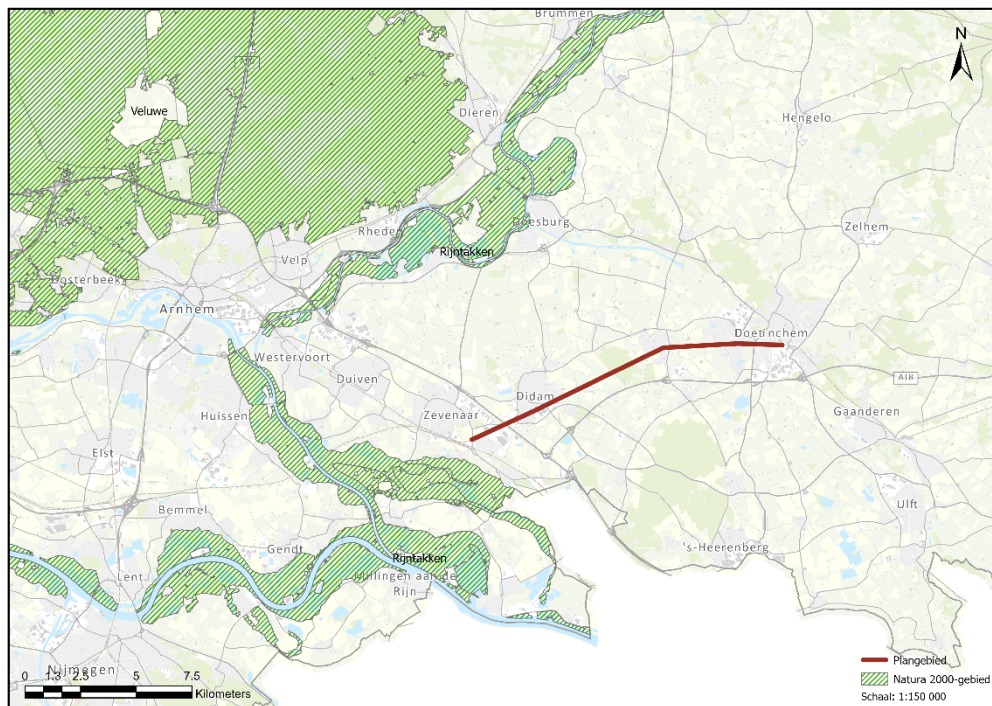 Brummen
N
Veluwe
Dieren
Hengelo
Rheden
Doesburg
Zelhem
Velp
Rijntakken
Oosterbeek
Arnhem
Doetinchem
Westervoort
Duiven
A18
Huissen
Zevenaar
Didam
Gaanderen
Elst
Ulft
Bemmel
Gendt
's-Heerenberg
Rijntakken
Lent
Millingen aan de
Rijn
Nijmegen
0 1.3 2.5 5 7.5
Kilometers
Plangebied
Natura 2000-gebied
Schaal: 1:150 000